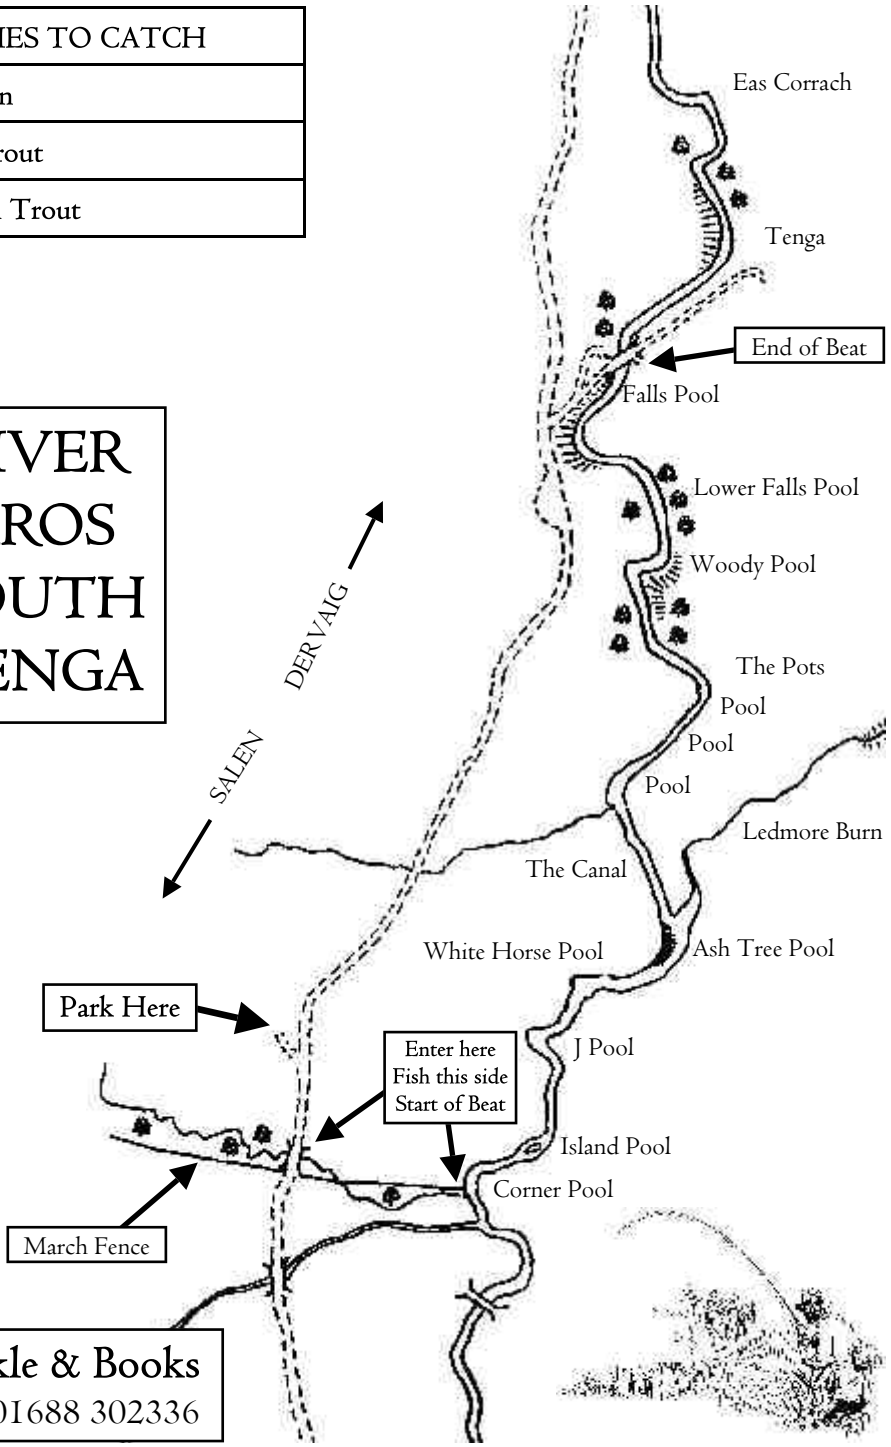 IES TO CATCH
n
rout
Trout
Eas Corrach
Tenga
End of Beat
Falls Pool
IVER
ROS
OUTH
ENGA
Lower Falls Pool
Woody Pool
DERVAIG
The Pots
Pool
Pool
SALEN
Pool
Ledmore Burn
The Canal
White Horse Pool
Ash Tree Pool
Park Here
J Pool
Enter here
Fish this side
Start of Beat
Island Pool
Corner Pool
March Fence
kle & Books
01688 302336